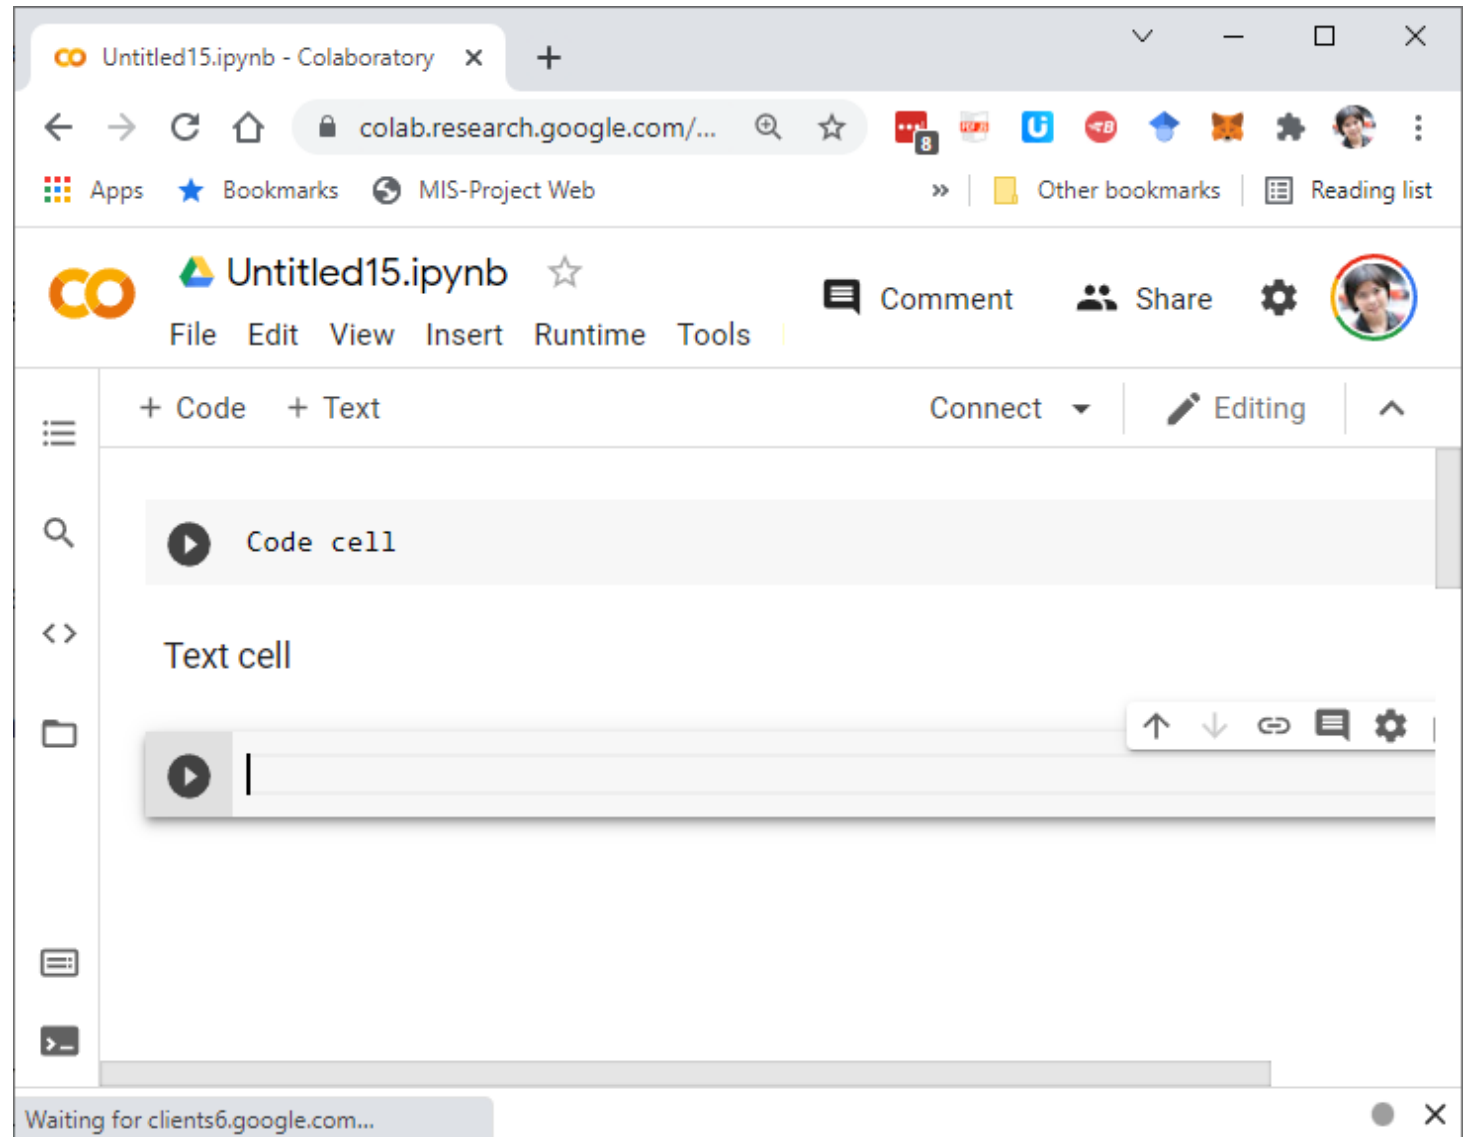 Untitled15.ipynb - Colaboratory
colab.research.google.com/...
8
Apps Bookmarks MIS-Project Web » Other bookmarks Reading list
Untitled15.ipynb
Comment Share
File Edit View Insert Runtime Tools
+ Code + Text Connect Editing
Code cell
Text cell
Waiting for clients6.google.com...